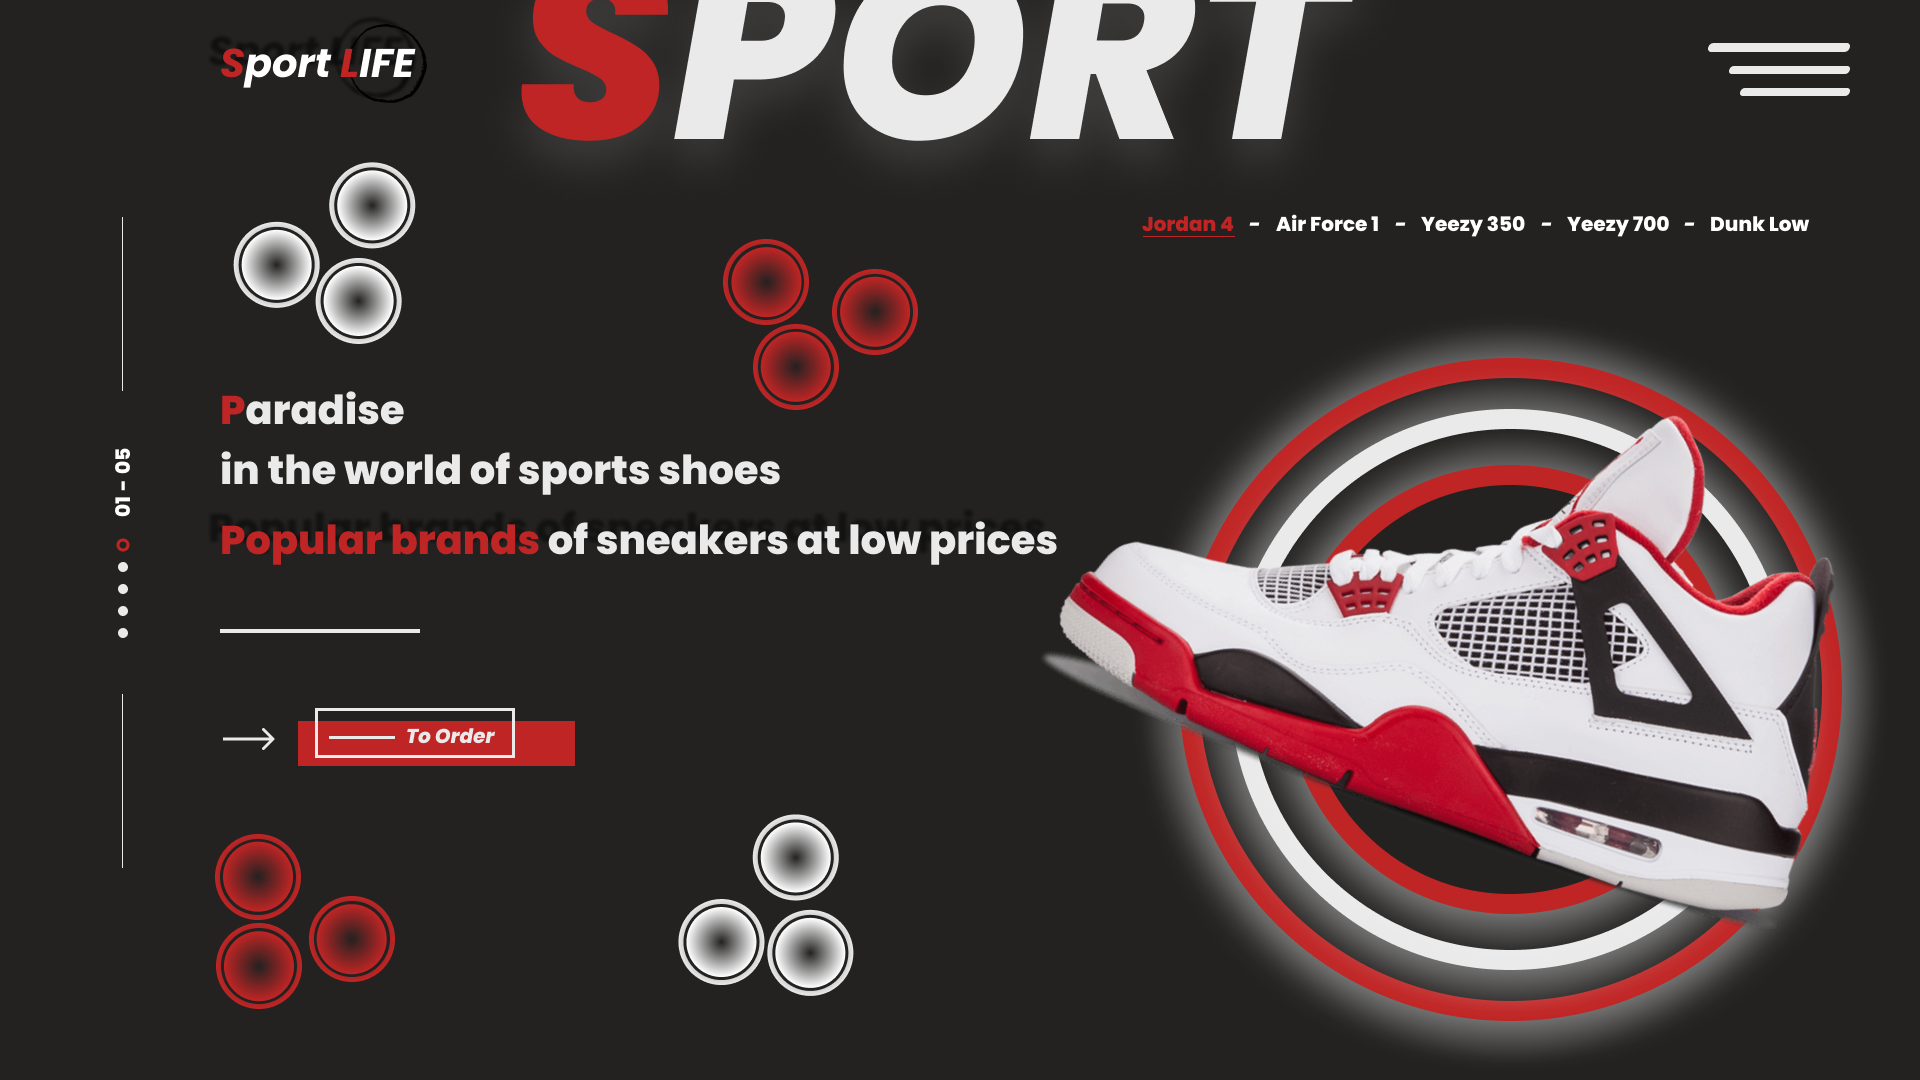 SPORT
Sport LIFE
Jordan 4 - Air Force 1 - Yeezy 350 - Yeezy 700 - Dunk Low
Paradise
in the world of sports shoes
Popular brands of sneakers at low prices
01 - 05
To Order